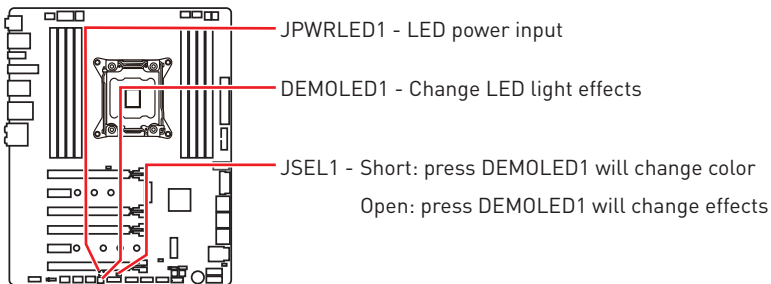 JPWRLED1 - LED power input
DEMOLED1 - Change LED light effects
JSEL1 - Short: press DEMOLED1 will change color
Open: press DEMOLED1 will change effects